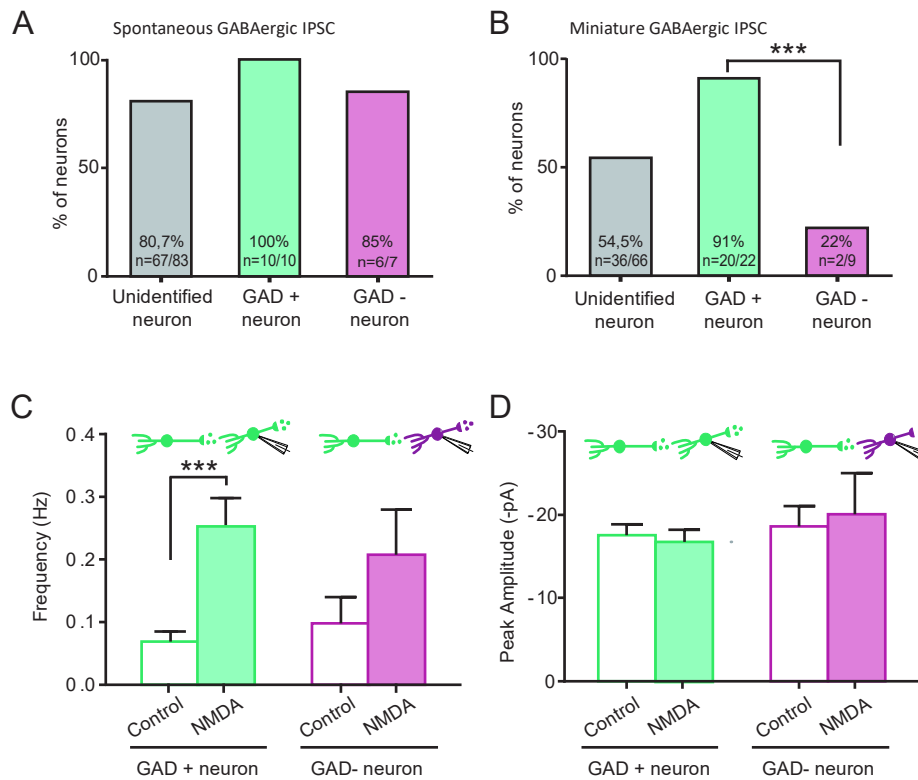 A
Spontaneous GABAergic IPSC
% of neurons
100
50
0
80,7%
n=67/83
100%
n=10/10
85%
n=6/7
Unidentified
neuron
GAD +
neuron
GAD -
neuron
B
Miniature GABAergic IPSC
***
% of neurons
100
50
0
54,5%
n=36/66
91%
n=20/22
22%
n=2/9
Unidentified
neuron
GAD +
neuron
GAD -
neuron
C
Frequency (Hz)
0.4
0.3
0.2
0.1
0.0
***
Control
NMDA
Control
NMDA
GAD + neuron
GAD- neuron
D
Peak Amplitude (-pA)
-30
-20
-10
-0
Control
NMDA
Control
NMDA
GAD + neuron
GAD- neuron